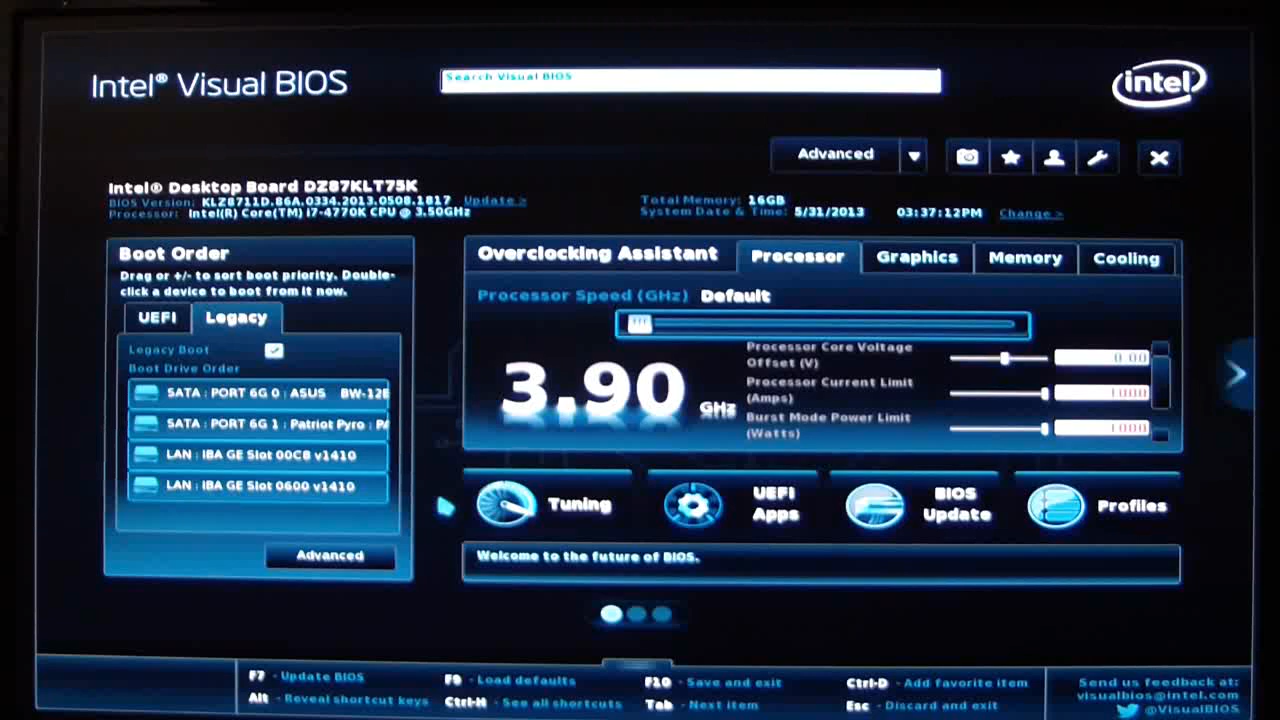 Intel® Visual BIOS
Search Visual BIOS
intel
Advanced
Intel® Desktop Board DZ87KLT75K
BIOS Version: KLZ8711D.86A.0334.2013.0508.1817 Update >
Processor: Intel(R) Core(TM) i7-4770K CPU @ 3.50GHz
Total Memory: 16GB
System Date & Time: 5/31/2013 03:37:12PM Change >
Boot Order
Drag or +/- to sort boot priority. Double-
click a device to boot from it now.
UEFI Legacy
Legacy Boot
Boot Drive Order
SATA : PORT 6G 0 : ASUS BW-12B
SATA : PORT 6G 1 : Patriot Pyro : PA
LAN : IBA GE Slot 00C8 v1410
LAN : IBA GE Slot 0600 v1410
Advanced
Overclocking Assistant Processor Graphics Memory Cooling
Processor Speed (GHz) Default
3.90 GHz
Processor Core Voltage
Offset (V)
0.00
Processor Current Limit
(Amps)
1000
Burst Mode Power Limit
(Watts)
1000
Tuning
UEFI
Apps
BIOS
Update
Profiles
Welcome to the future of BIOS.
F7 - Update BIOS F9 - Load defaults F10 - Save and exit Ctrl-D - Add favorite item
Alt - Reveal shortcut keys Ctrl-H - See all shortcuts Tab - Next item Esc - Discard and exit
Send us feedback at:
visualbios@intel.com
@VisualBIOS